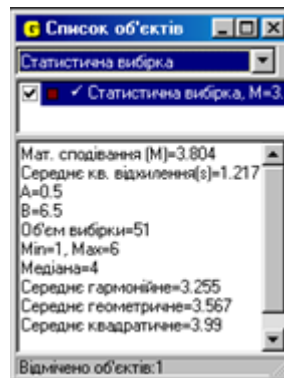 Список об'єктів
Статистична вибірка
Статистична вибірка, M=3.
Мат. сподівання (M)=3.804
Середнє кв. відхилення(s)=1.217
A=0.5
B=6.5
Об'єм вибірки=51
Min=1, Max=6
Медіана=4
Середнє гармонійне=3.255
Середнє геометричне=3.567
Середнє квадратичне=3.99
Відмічено об'єктів:1